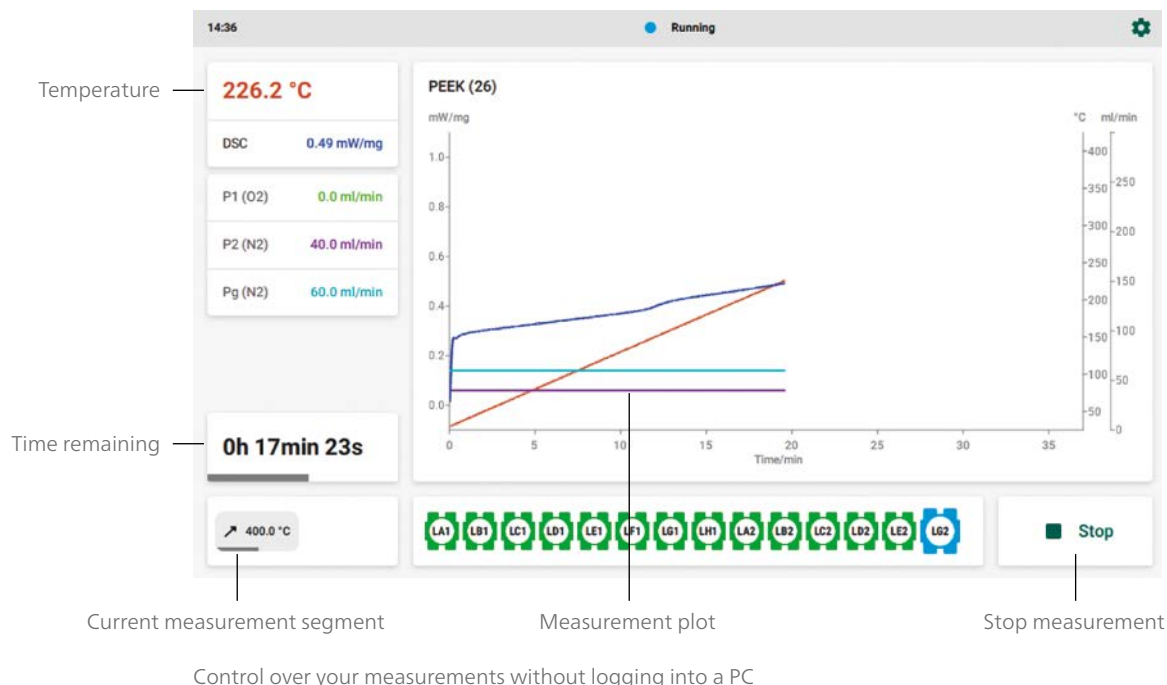 14:36
Running
Temperature
226.2 °C
DSC 0.49 mW/mg
P1 (O2) 0.0 ml/min
P2 (N2) 40.0 ml/min
Pg (N2) 60.0 ml/min
Time remaining
0h 17min 23s
400.0 °C
PEEK (26)
mW/mg
°C ml/min
1.0
0.8
0.6
0.4
0.2
0.0
400
350
300
250
200
150
100
50
250
200
150
100
50
0
0 5 10 15 20 25 30 35
Time/min
LA1 LB1 LC1 LD1 LE1 LF1 LG1 LH1 LA2 LB2 LC2 LD2 LE2 LG2
Stop
Current measurement segment
Measurement plot
Stop measurement
Control over your measurements without logging into a PC